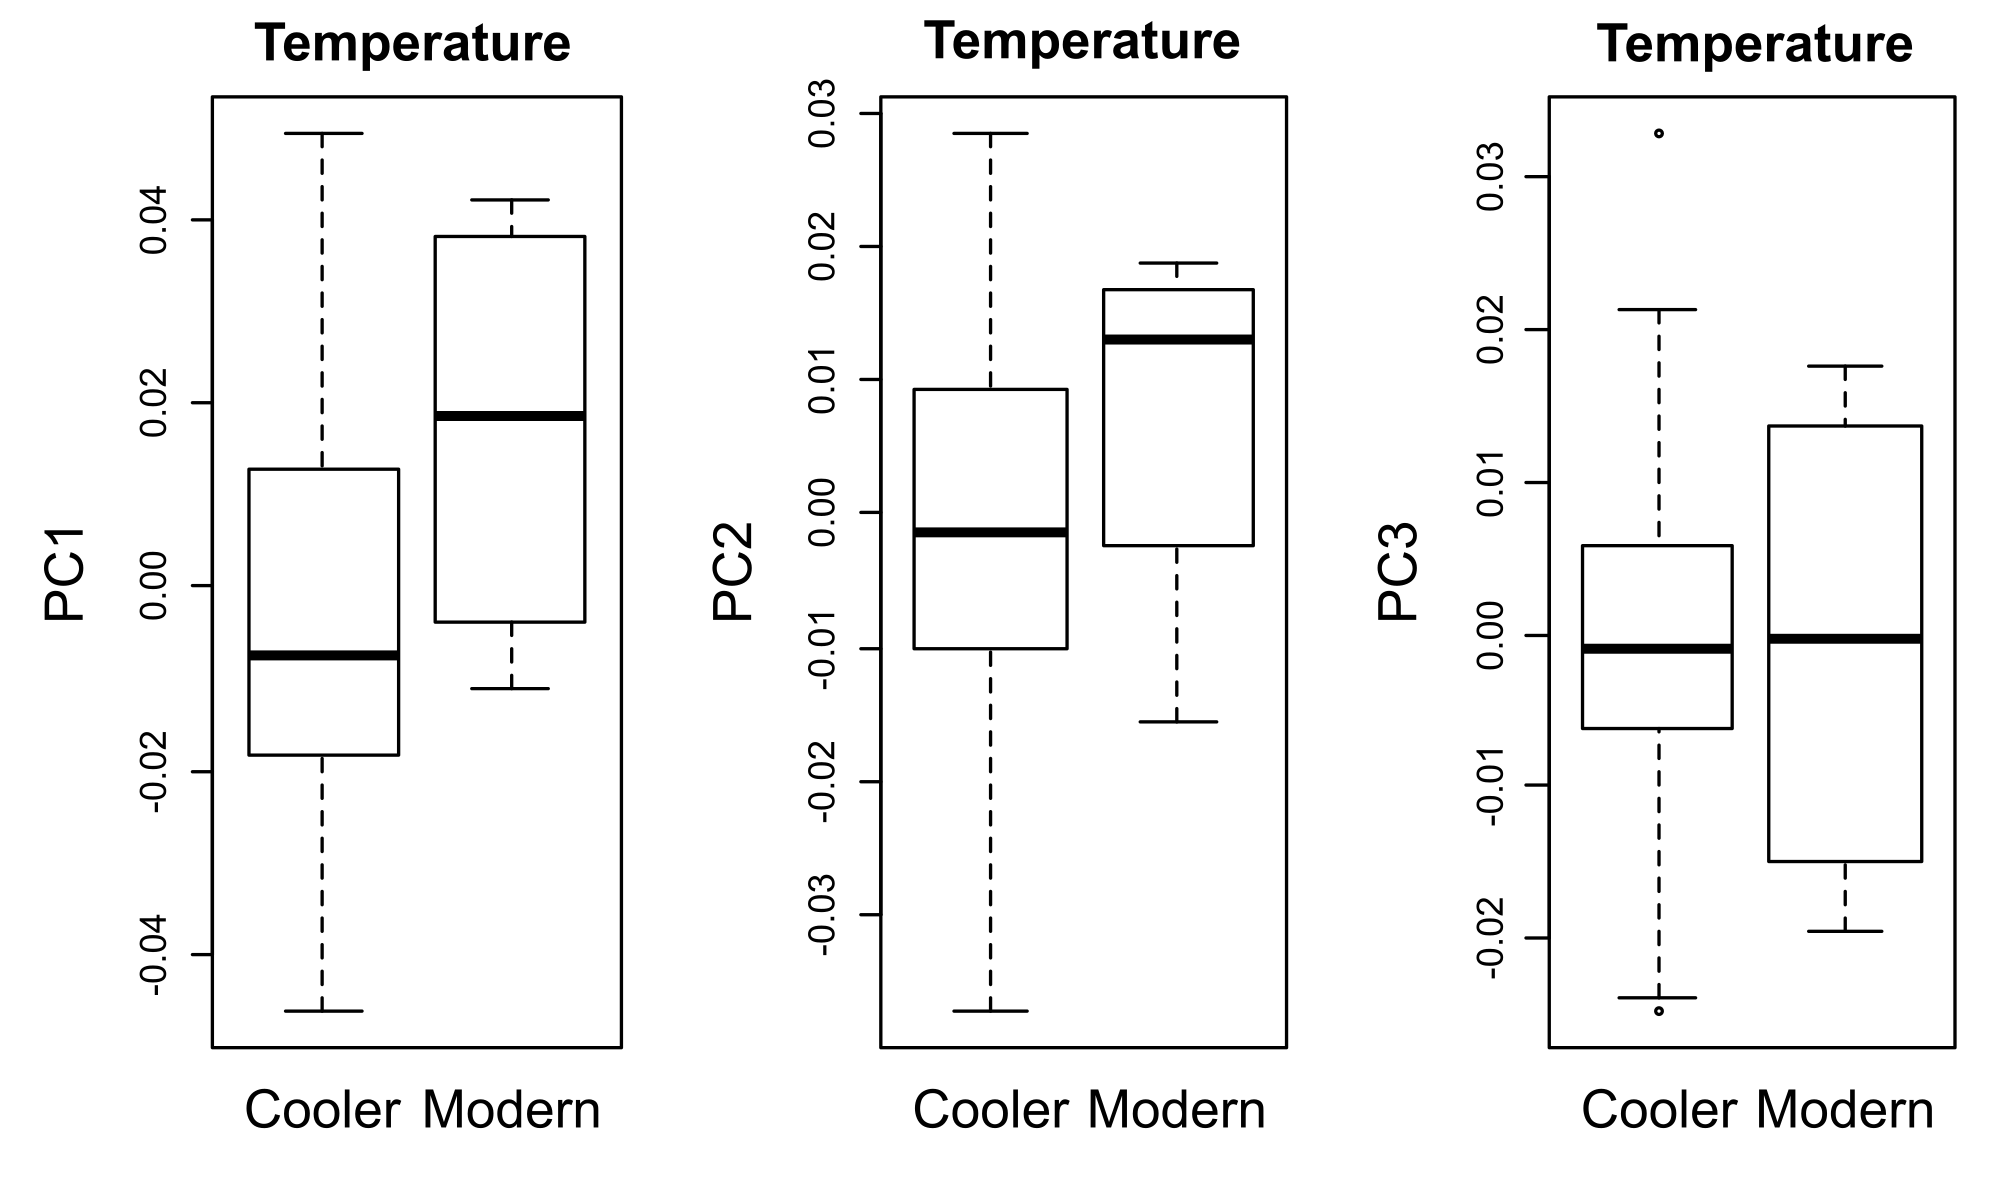 Temperature
PC1
0.04
0.02
0.00
-0.02
-0.04
Cooler Modern
Temperature
PC2
0.03
0.02
0.01
0.00
-0.01
-0.02
-0.03
Cooler Modern
Temperature
PC3
0.03
0.02
0.01
0.00
-0.01
-0.02
Cooler Modern